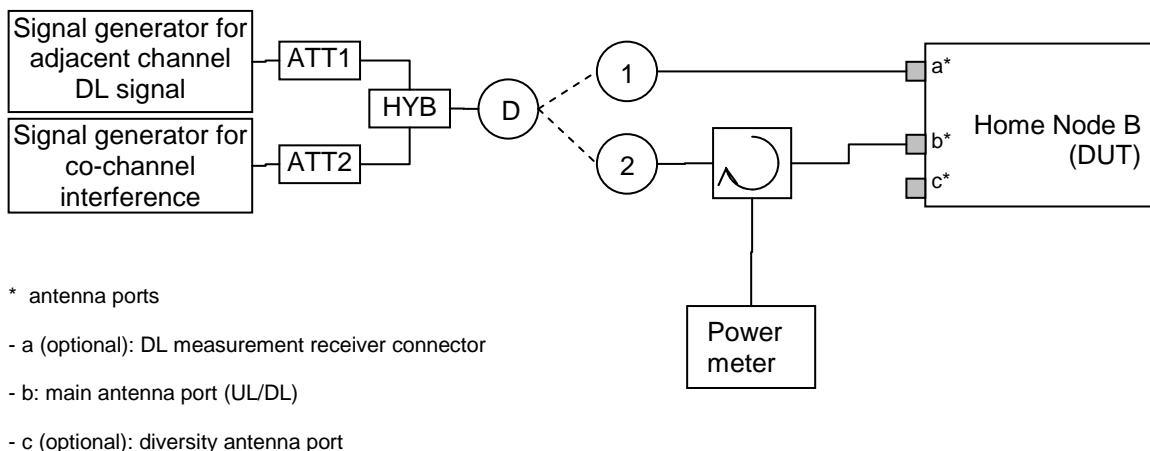 Signal generator for
adjacent channel
DL signal
ATT1
HYB
D
Signal generator for
co-channel
interference
ATT2
1
2
a*
b*
c*
Home Node B
(DUT)
Power
meter
* antenna ports
- a (optional): DL measurement receiver connector
- b: main antenna port (UL/DL)
- c (optional): diversity antenna port